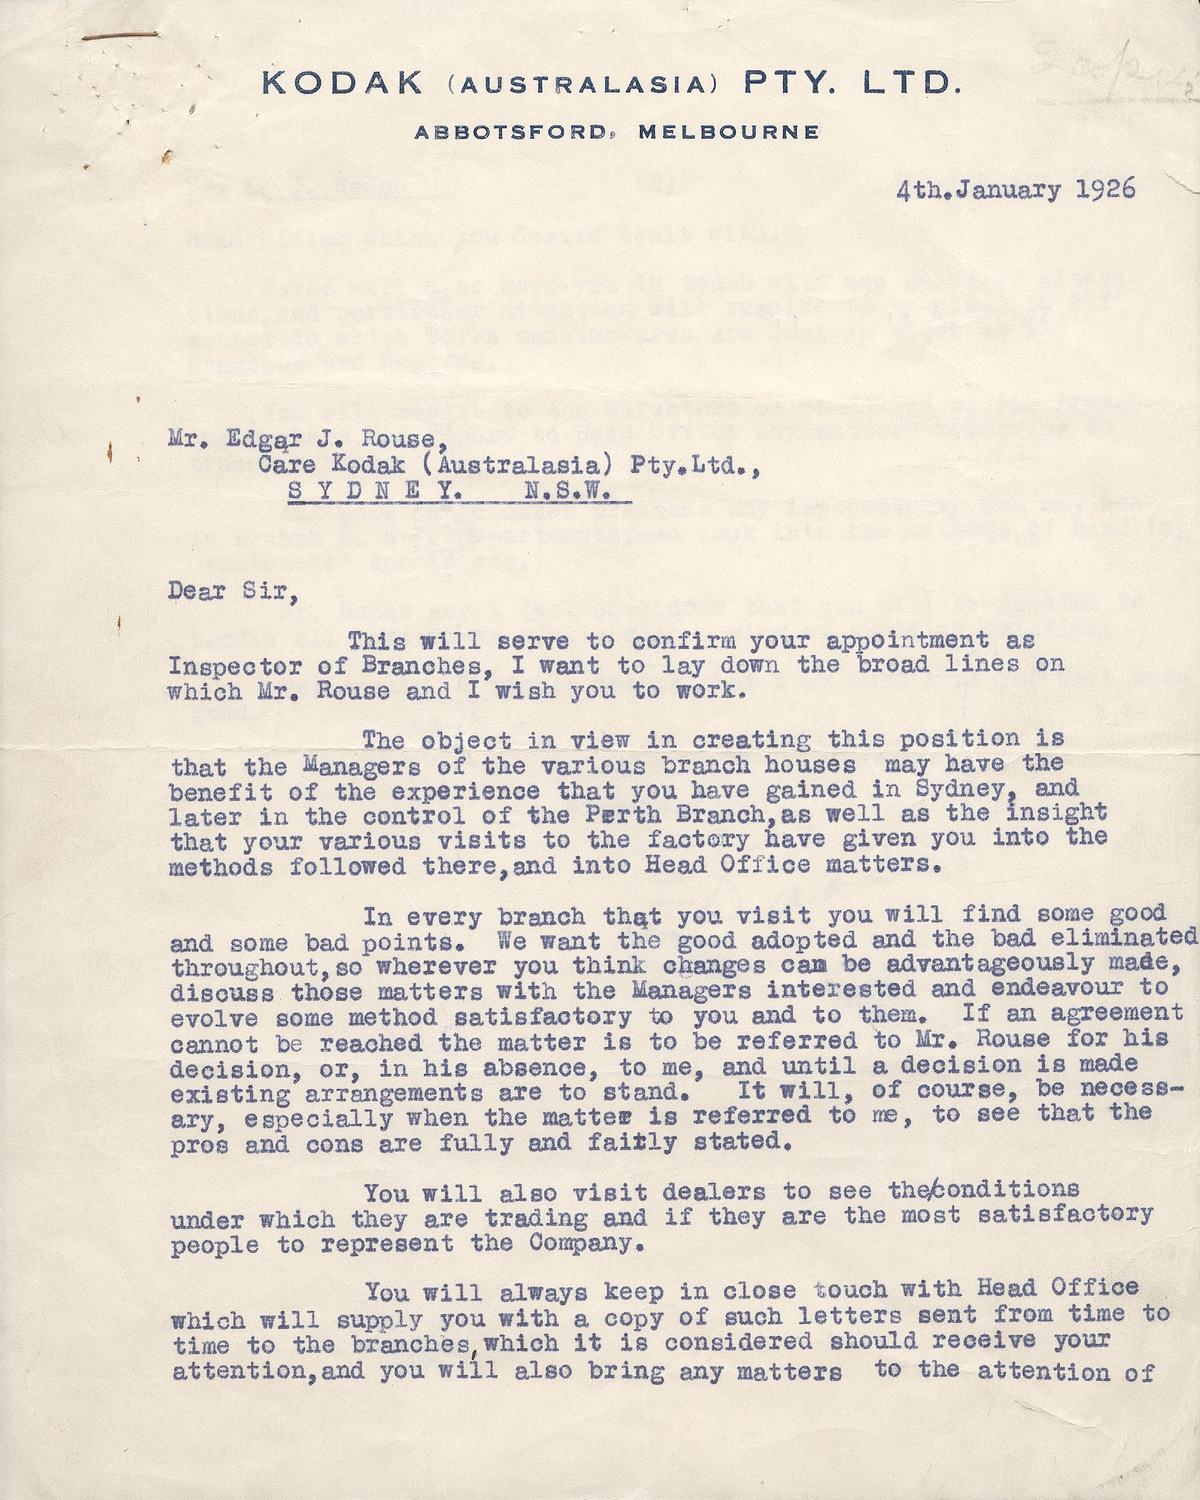 KODAK (AUSTRALASIA) PTY. LTD.
ABBOTSFORD, MELBOURNE
4th.January 1926
Mr. Edgar J. Rouse,
Care Kodak (Australasia) Pty.Ltd.,
S Y D N E Y. N.S.W.
Dear Sir,
This will serve to confirm your appointment as
Inspector of Branches, I want to lay down the broad lines on
which Mr. Rouse and I wish you to work.
The object in view in creating this position is
that the Managers of the various branch houses may have the
benefit of the experience that you have gained in Sydney, and
later in the control of the Perth Branch,as well as the insight
that your various visits to the factory have given you into the
methods followed there,and into Head Office matters.
In every branch that you visit you will find some good
and some bad points. We want the good adopted and the bad eliminated
throughout,so wherever you think changes can be advantageously made,
discuss those matters with the Managers interested and endeavour to
evolve some method satisfactory to you and to them. If an agreement
cannot be reached the matter is to be referred to Mr. Rouse for his
decision, or, in his absence, to me, and until a decision is made
existing arrangements are to stand. It will, of course, be necess-
ary, especially when the matter is referred to me, to see that the
pros and cons are fully and faitly stated.
You will also visit dealers to see the/conditions
under which they are trading and if they are the most satisfactory
people to represent the Company.
You will always keep in close touch with Head Office
which will supply you with a copy of such letters sent from time to
time to the branches,which it is considered should receive your
attention,and you will also bring any matters to the attention of